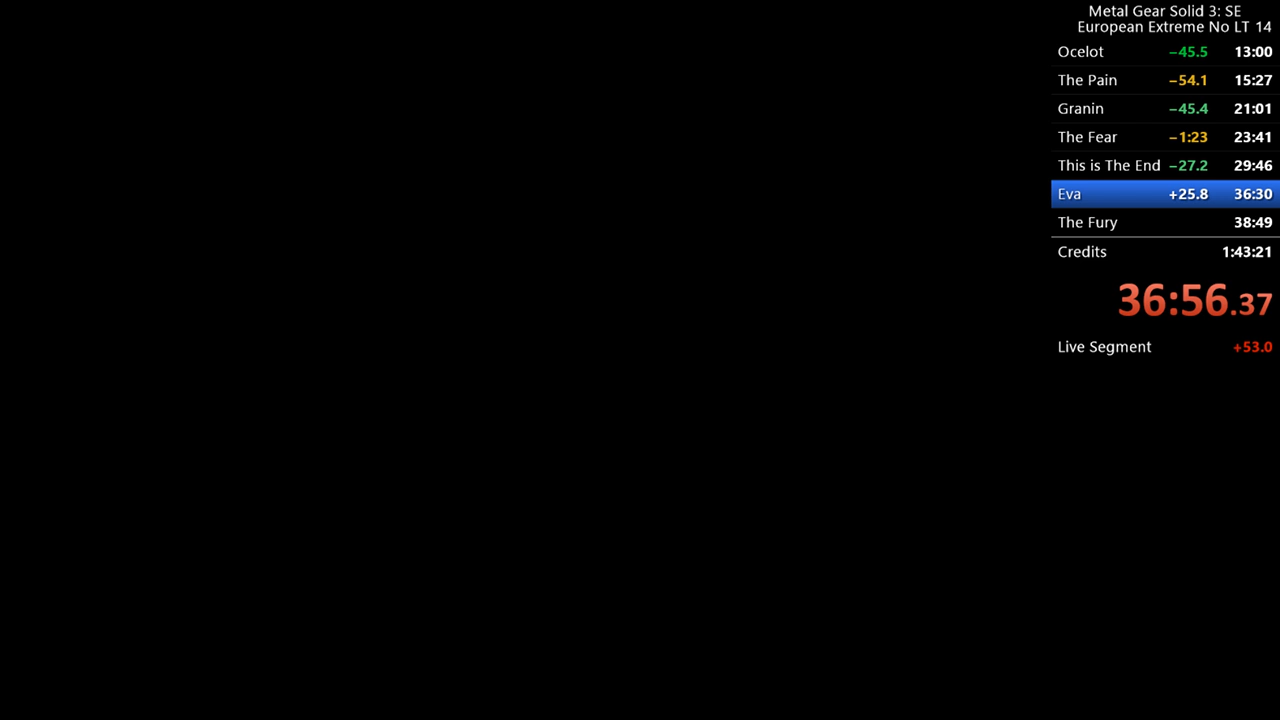 Metal Gear Solid 3: SE
European Extreme No LT 14
Ocelot −45.5 13:00
The Pain −54.1 15:27
Granin −45.4 21:01
The Fear −1:23 23:41
This is The End −27.2 29:46
Eva +25.8 36:30
The Fury 38:49
Credits 1:43:21
36:56.37
Live Segment +53.0